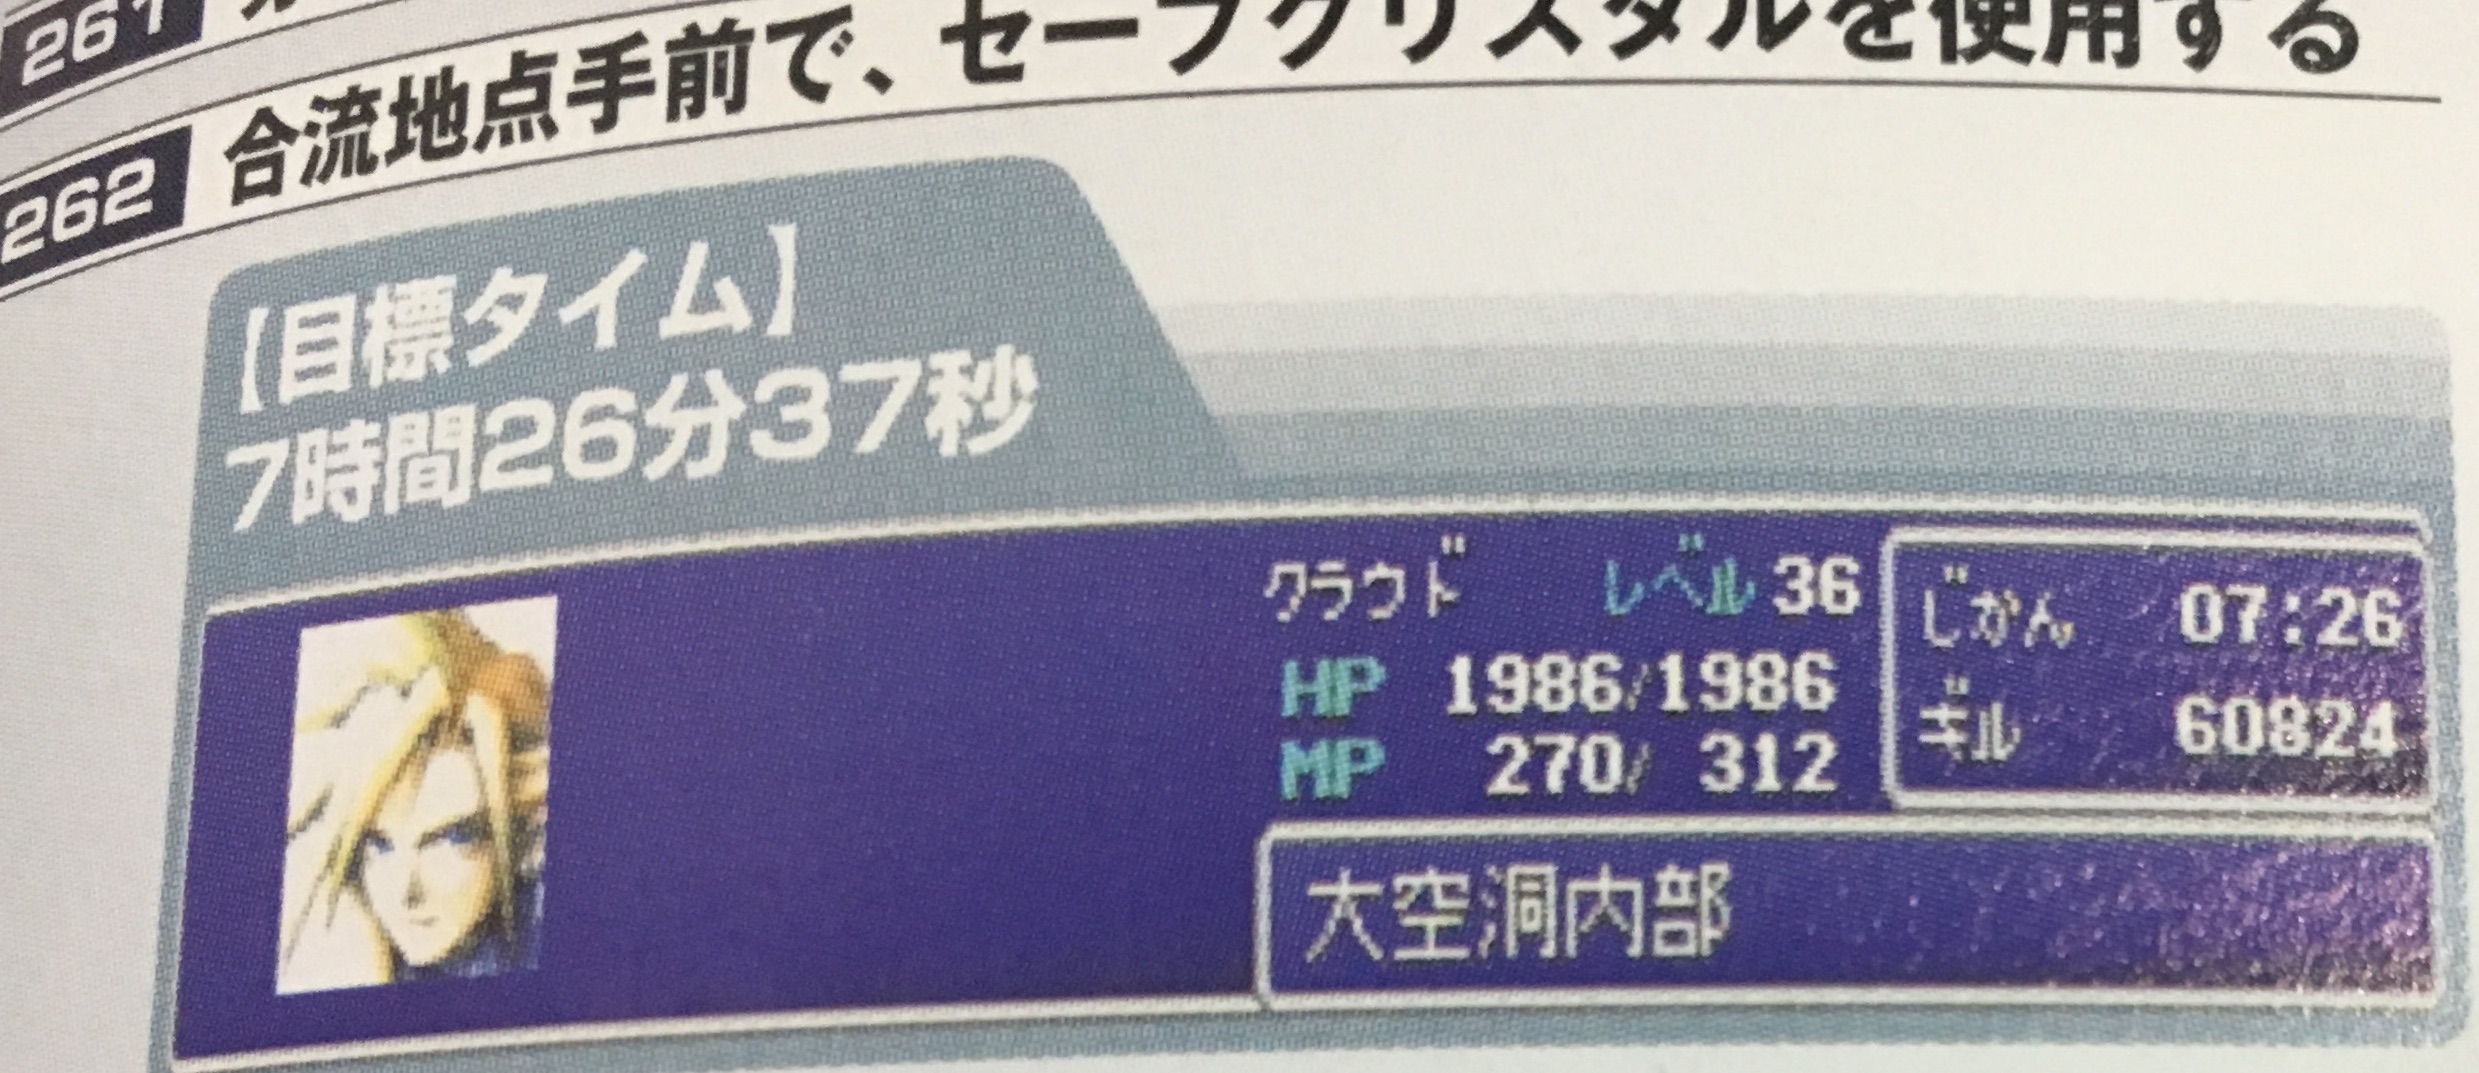 261
262 合流地点手前で、セーブクリスタルを使用する
【目標タイム】
7時間26分37秒
クラウド レベル 36
HP 1986/1986
MP 270/ 312
じかん 07:26
ギル 60824
大空洞内部